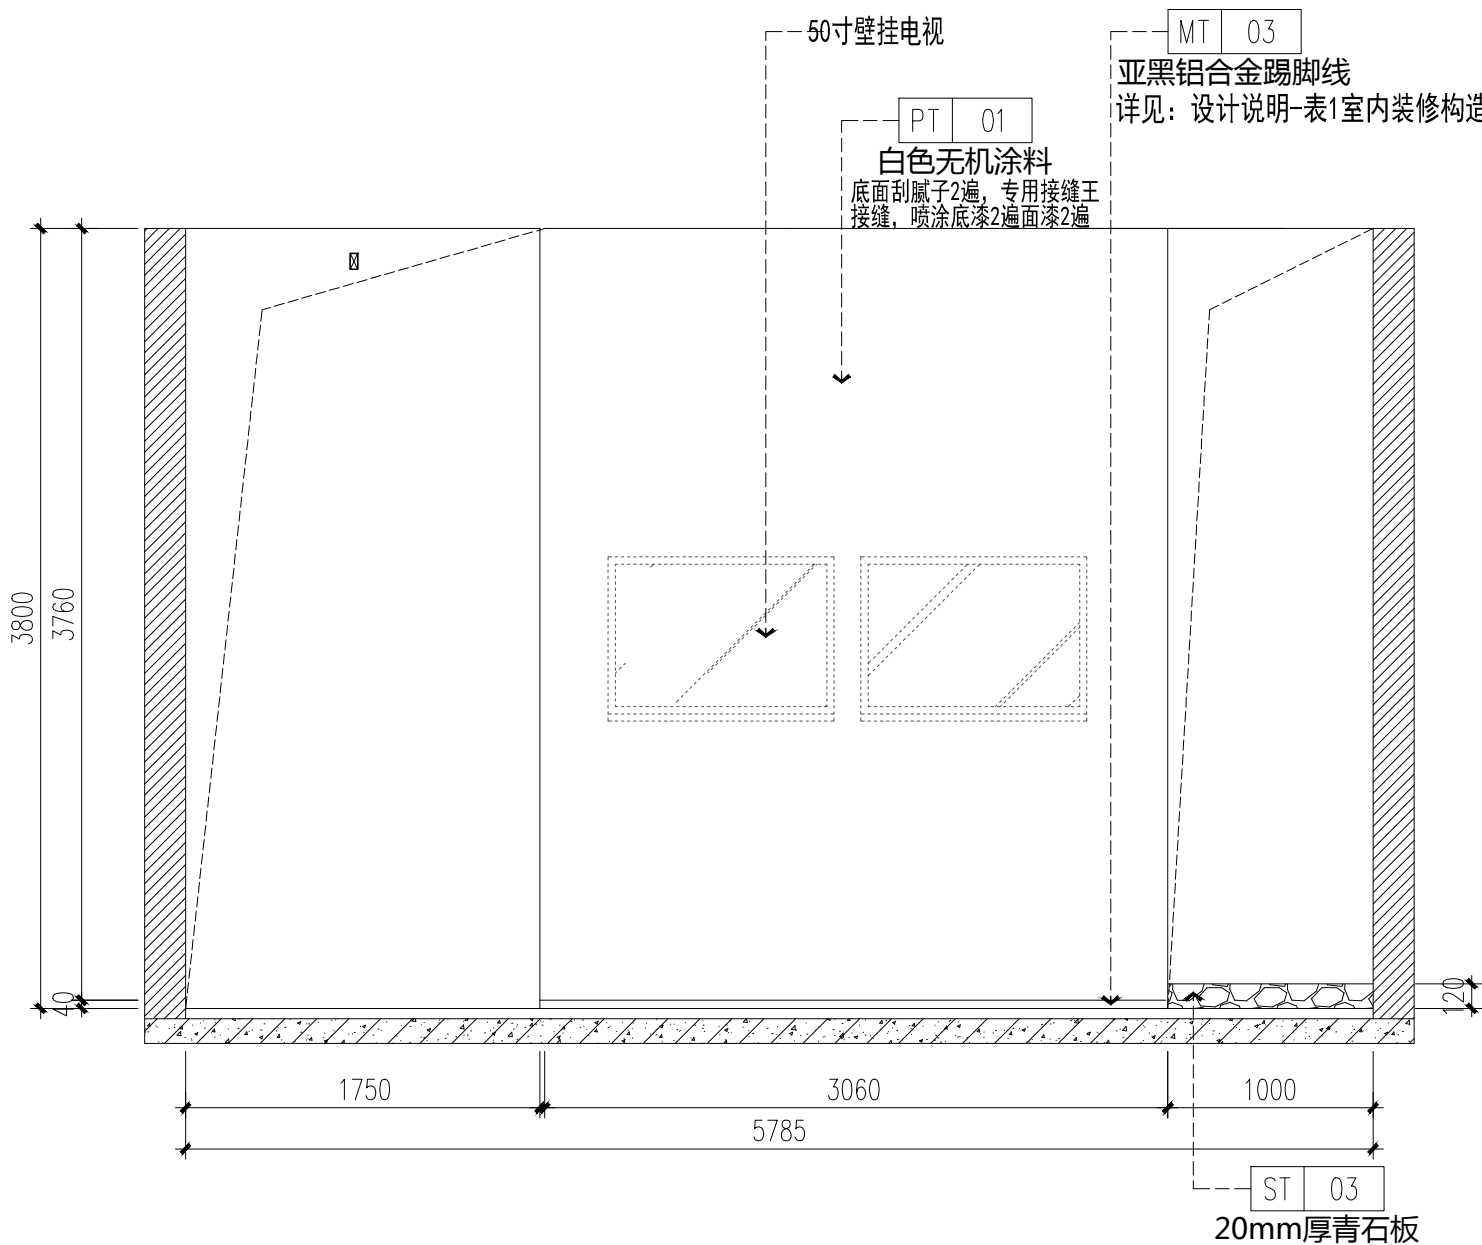 50寸壁挂电视
MT 03
亚黑铝合金踢脚线
详见：设计说明-表1室内装修构造
PT 01
白色无机涂料
底面刮腻子2遍，专用接缝王
接缝，喷涂底漆2遍面漆2遍
3800
3760
40
120
1750
3060
1000
5785
ST 03
20mm厚青石板